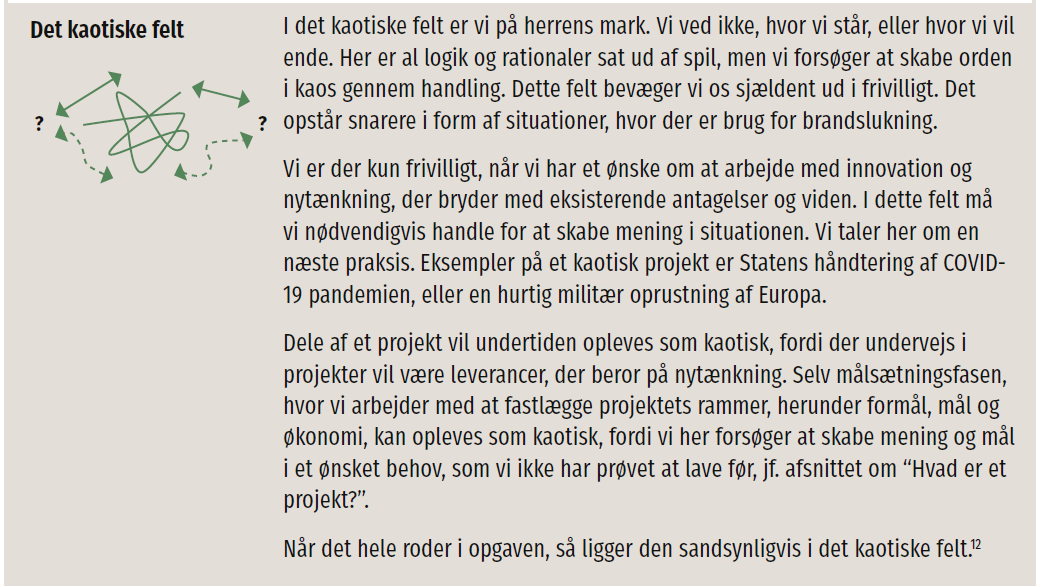 Det kaotiske felt
?
?
I det kaotiske felt er vi på herrens mark. Vi ved ikke, hvor vi står, eller hvor vi vil
ende. Her er al logik og rationaler sat ud af spil, men vi forsøger at skabe orden
i kaos gennem handling. Dette felt bevæger vi os sjældent ud i frivilligt. Det
opstår snarere i form af situationer, hvor der er brug for brandslukning.
Vi er der kun frivilligt, når vi har et ønske om at arbejde med innovation og
nytænkning, der bryder med eksisterende antagelser og viden. I dette felt må
vi nødvendigvis handle for at skabe mening i situationen. Vi taler her om en
næste praksis. Eksempler på et kaotisk projekt er Statens håndtering af COVID-
19 pandemien, eller en hurtig militær oprustning af Europa.
Dele af et projekt vil undertiden opleves som kaotisk, fordi der undervejs i
projekter vil være leverancer, der beror på nytænkning. Selv målsætningsfasen,
hvor vi arbejder med at fastlægge projektets rammer, herunder formål, mål og
økonomi, kan opleves som kaotisk, fordi vi her forsøger at skabe mening og mål
i et ønsket behov, som vi ikke har prøvet at lave før, jf. afsnittet om “Hvad er et
projekt?”.
Når det hele roder i opgaven, så ligger den sandsynligvis i det kaotiske felt.¹²